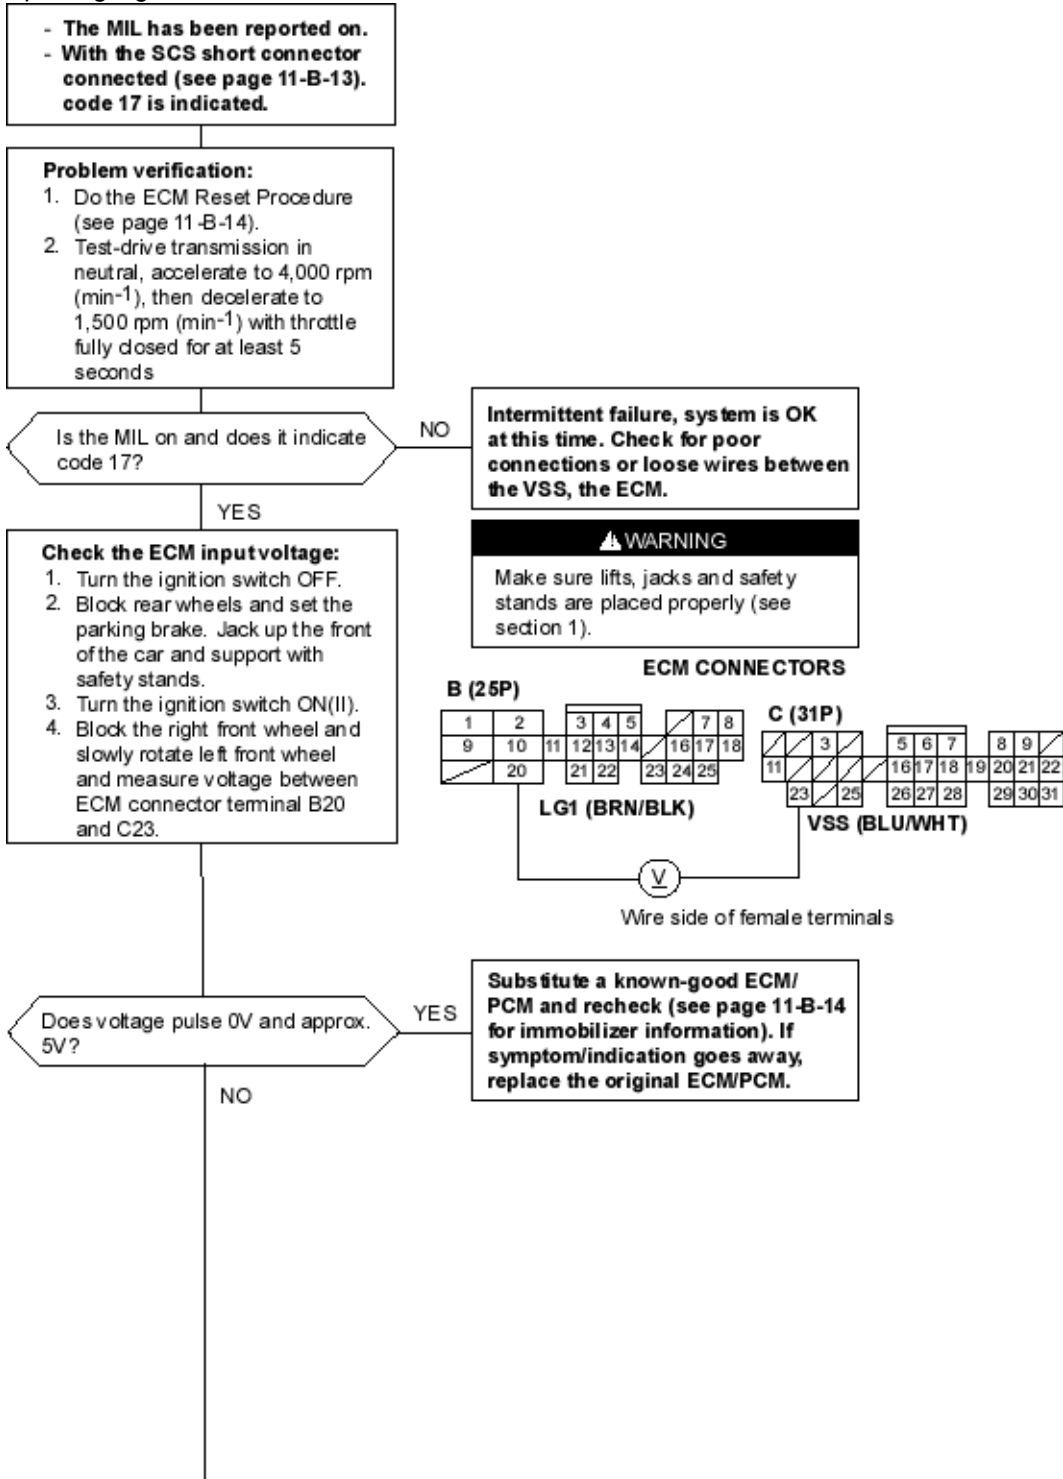 - The MIL has been reported on.
- With the SCS short connector
connected (see page 11-B-13).
code 17 is indicated.
Problem verification:
1. Do the ECM Reset Procedure
(see page 11-B-14).
2. Test-drive transmission in
neutral, accelerate to 4,000 rpm
(min-1), then decelerate to
1,500 rpm (min-1) with throttle
fully closed for at least 5
seconds
Is the MIL on and does it indicate
code 17?
NO
Intermittent failure, system is OK
at this time. Check for poor
connections or loose wires between
the VSS, the ECM.
YES
Check the ECM input voltage:
1. Turn the ignition switch OFF.
2. Block rear wheels and set the
parking brake. Jack up the front
of the car and support with
safety stands.
3. Turn the ignition switch ON(II).
4. Block the right front wheel and
slowly rotate left front wheel
and measure voltage between
ECM connector terminal B20
and C23.
WARNING
Make sure lifts, jacks and safety
stands are placed properly (see
section 1).
ECM CONNECTORS
B (25P)
1 2 3 4 5 7 8
9 10 11 12 13 14 16 17 18
20 21 22 23 24 25
LG1 (BRN/BLK)
C (31P)
3 5 6 7 8 9
11 16 17 18 19 20 21 22
23 25 26 27 28 29 30 31
VSS (BLU/WHT)
V
Wire side of female terminals
Does voltage pulse 0V and approx.
5V?
YES
Substitute a known-good ECM/
PCM and recheck (see page 11-B-14
for immobilizer information). If
symptom/indication goes away,
replace the original ECM/PCM.
NO